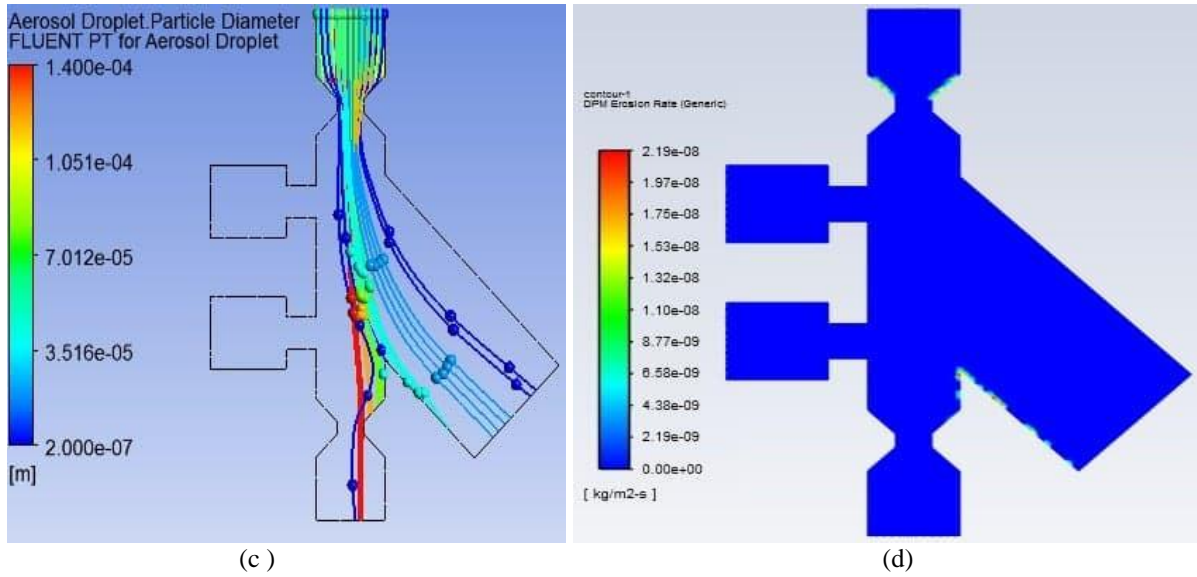 Aerosol Droplet.Particle Diameter
FLUENT PT for Aerosol Droplet
1.400e-04
1.051e-04
7.012e-05
3.516e-05
2.000e-07
[m]
(c )
contour-1
DPM Erosion Rate (Generic)
2.19e-08
1.97e-08
1.75e-08
1.53e-08
1.32e-08
1.10e-08
8.77e-09
6.58e-09
4.38e-09
2.19e-09
0.00e+00
[ kg/m2-s ]
(d)